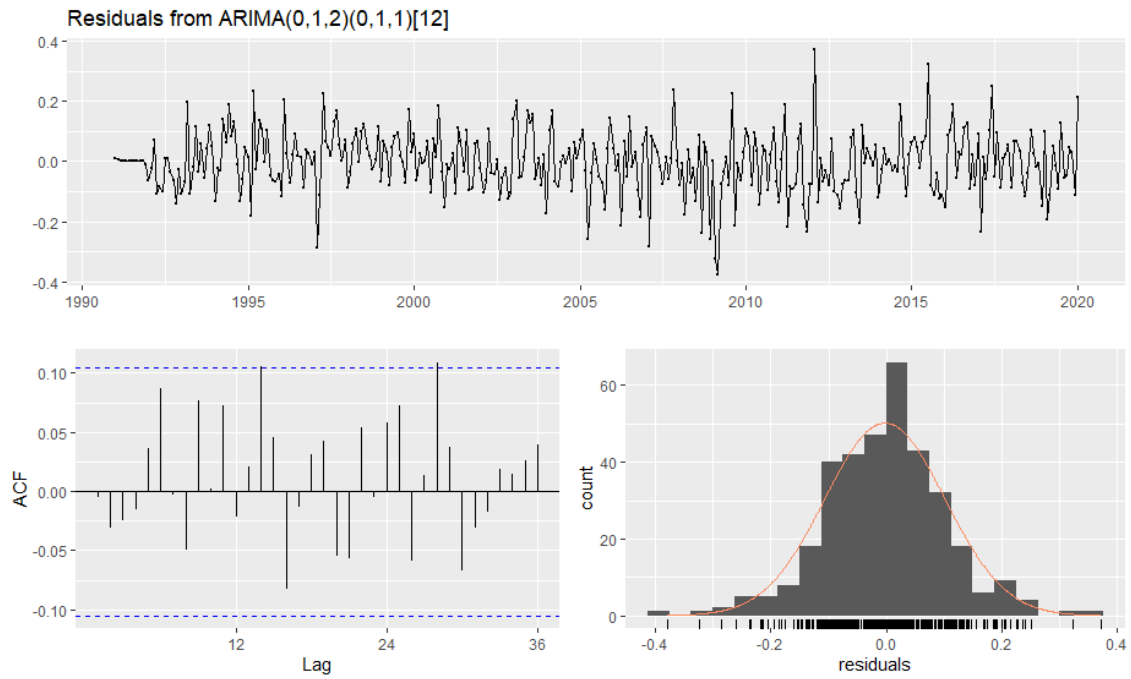 Residuals from ARIMA(0,1,2)(0,1,1)[12]
0.4
0.2
0.0
-0.2
-0.4
1990 1995 2000 2005 2010 2015 2020
0.10
0.05
0.00
-0.05
-0.10
ACF
12 24 36
Lag
60
40
20
0
count
-0.4 -0.2 0.0 0.2 0.4
residuals